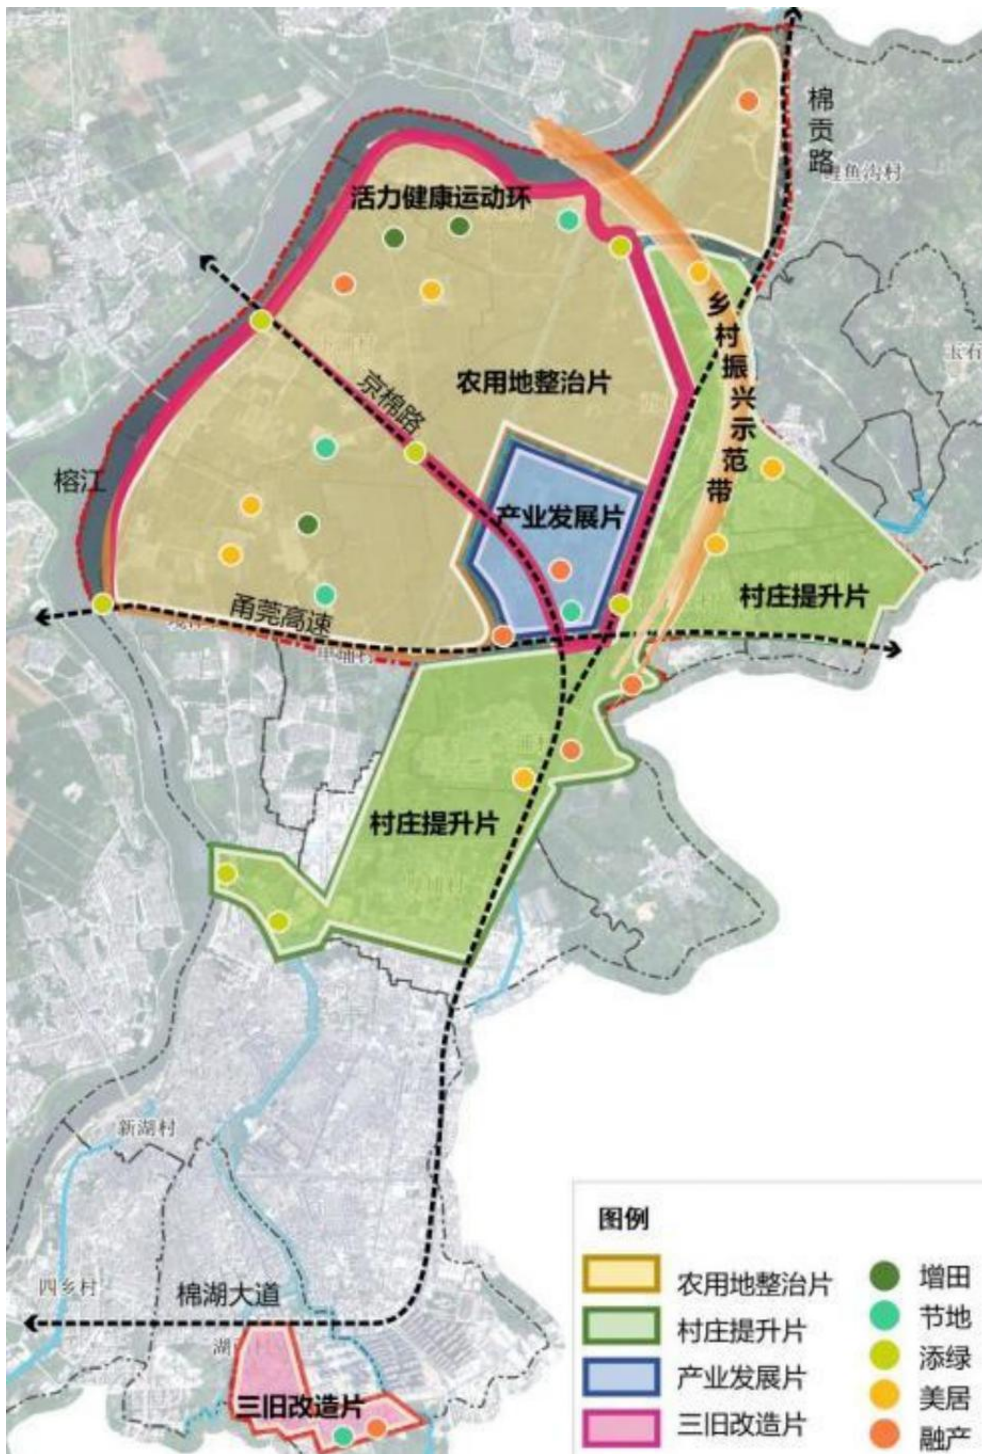 棉贡路
鲤鱼沟村
活力健康运动环
乡村振兴示范带
玉石
农用地整治片
京棉路
榕江
产业发展片
村庄提升片
甬莞高速
村庄提升片
新湖村
四乡村
棉湖大道
湖
三旧改造片
图例
农用地整治片
村庄提升片
产业发展片
三旧改造片
增田
节地
添绿
美居
融产